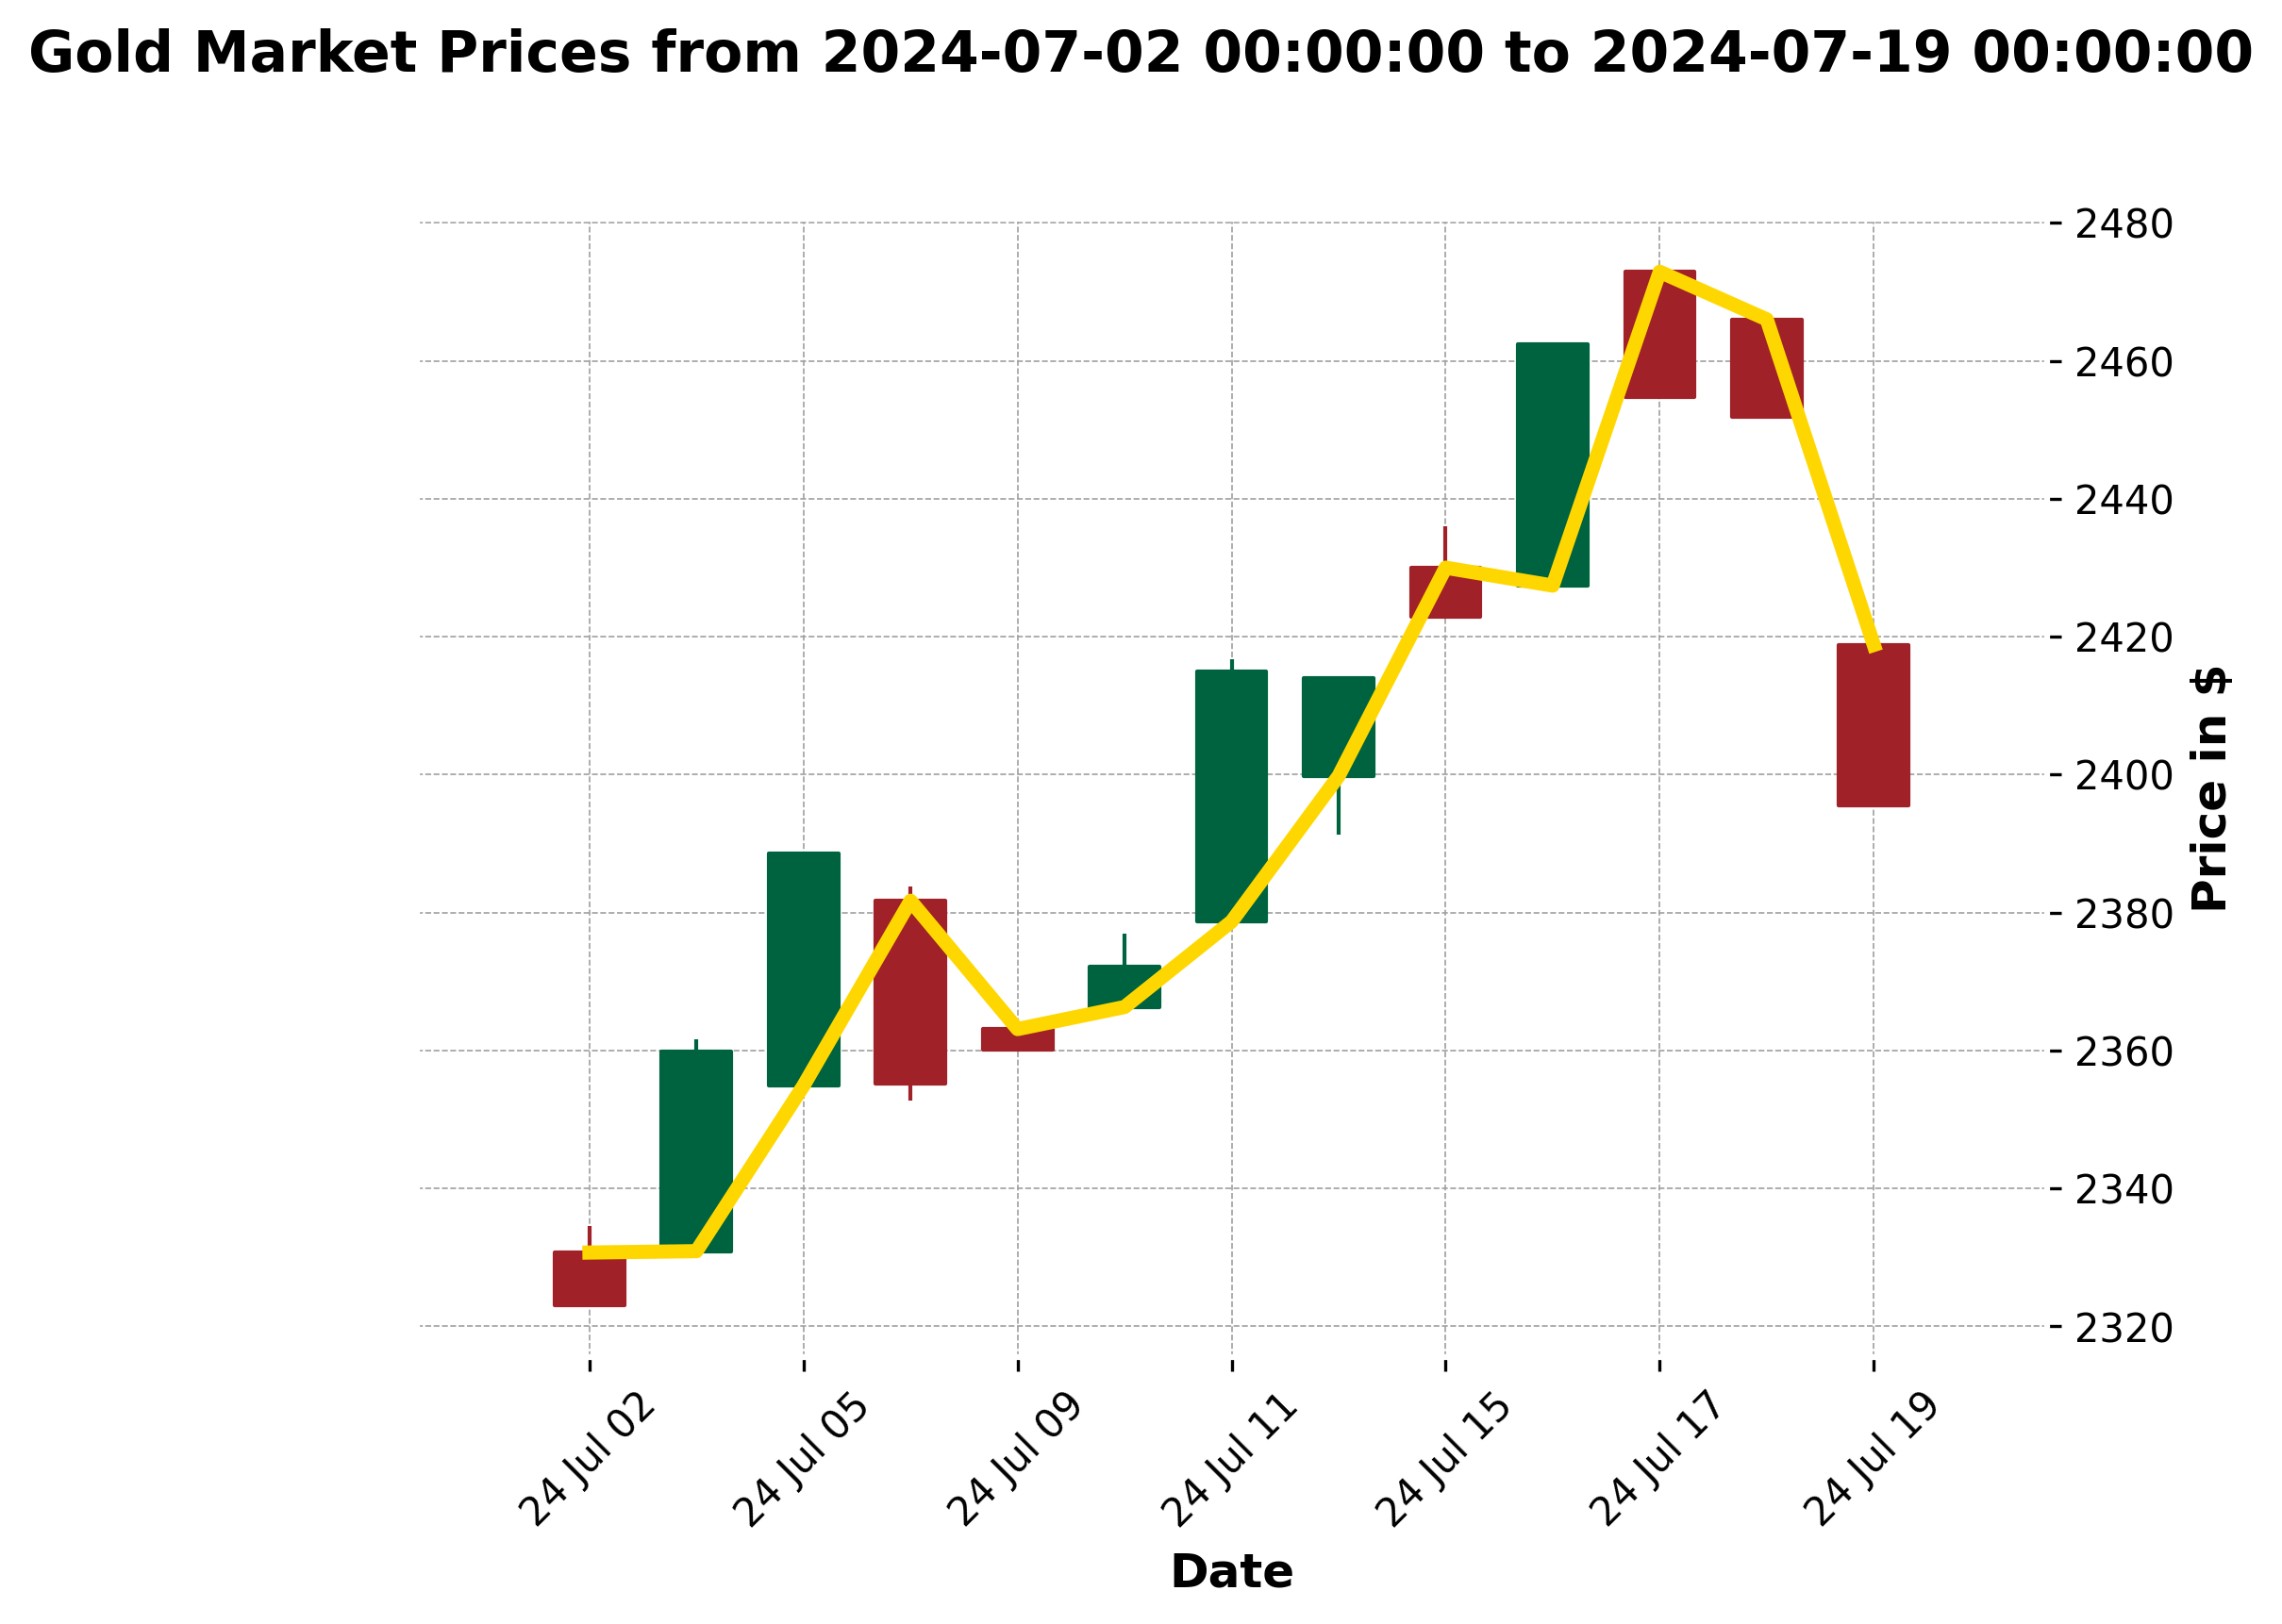 Gold Market Prices from 2024-07-02 00:00:00 to 2024-07-19 00:00:00
2480
2460
2440
2420
2400
2380
2360
2340
2320
Price in $
24 Jul 02
24 Jul 05
24 Jul 09
24 Jul 11
24 Jul 15
24 Jul 17
24 Jul 19
Date